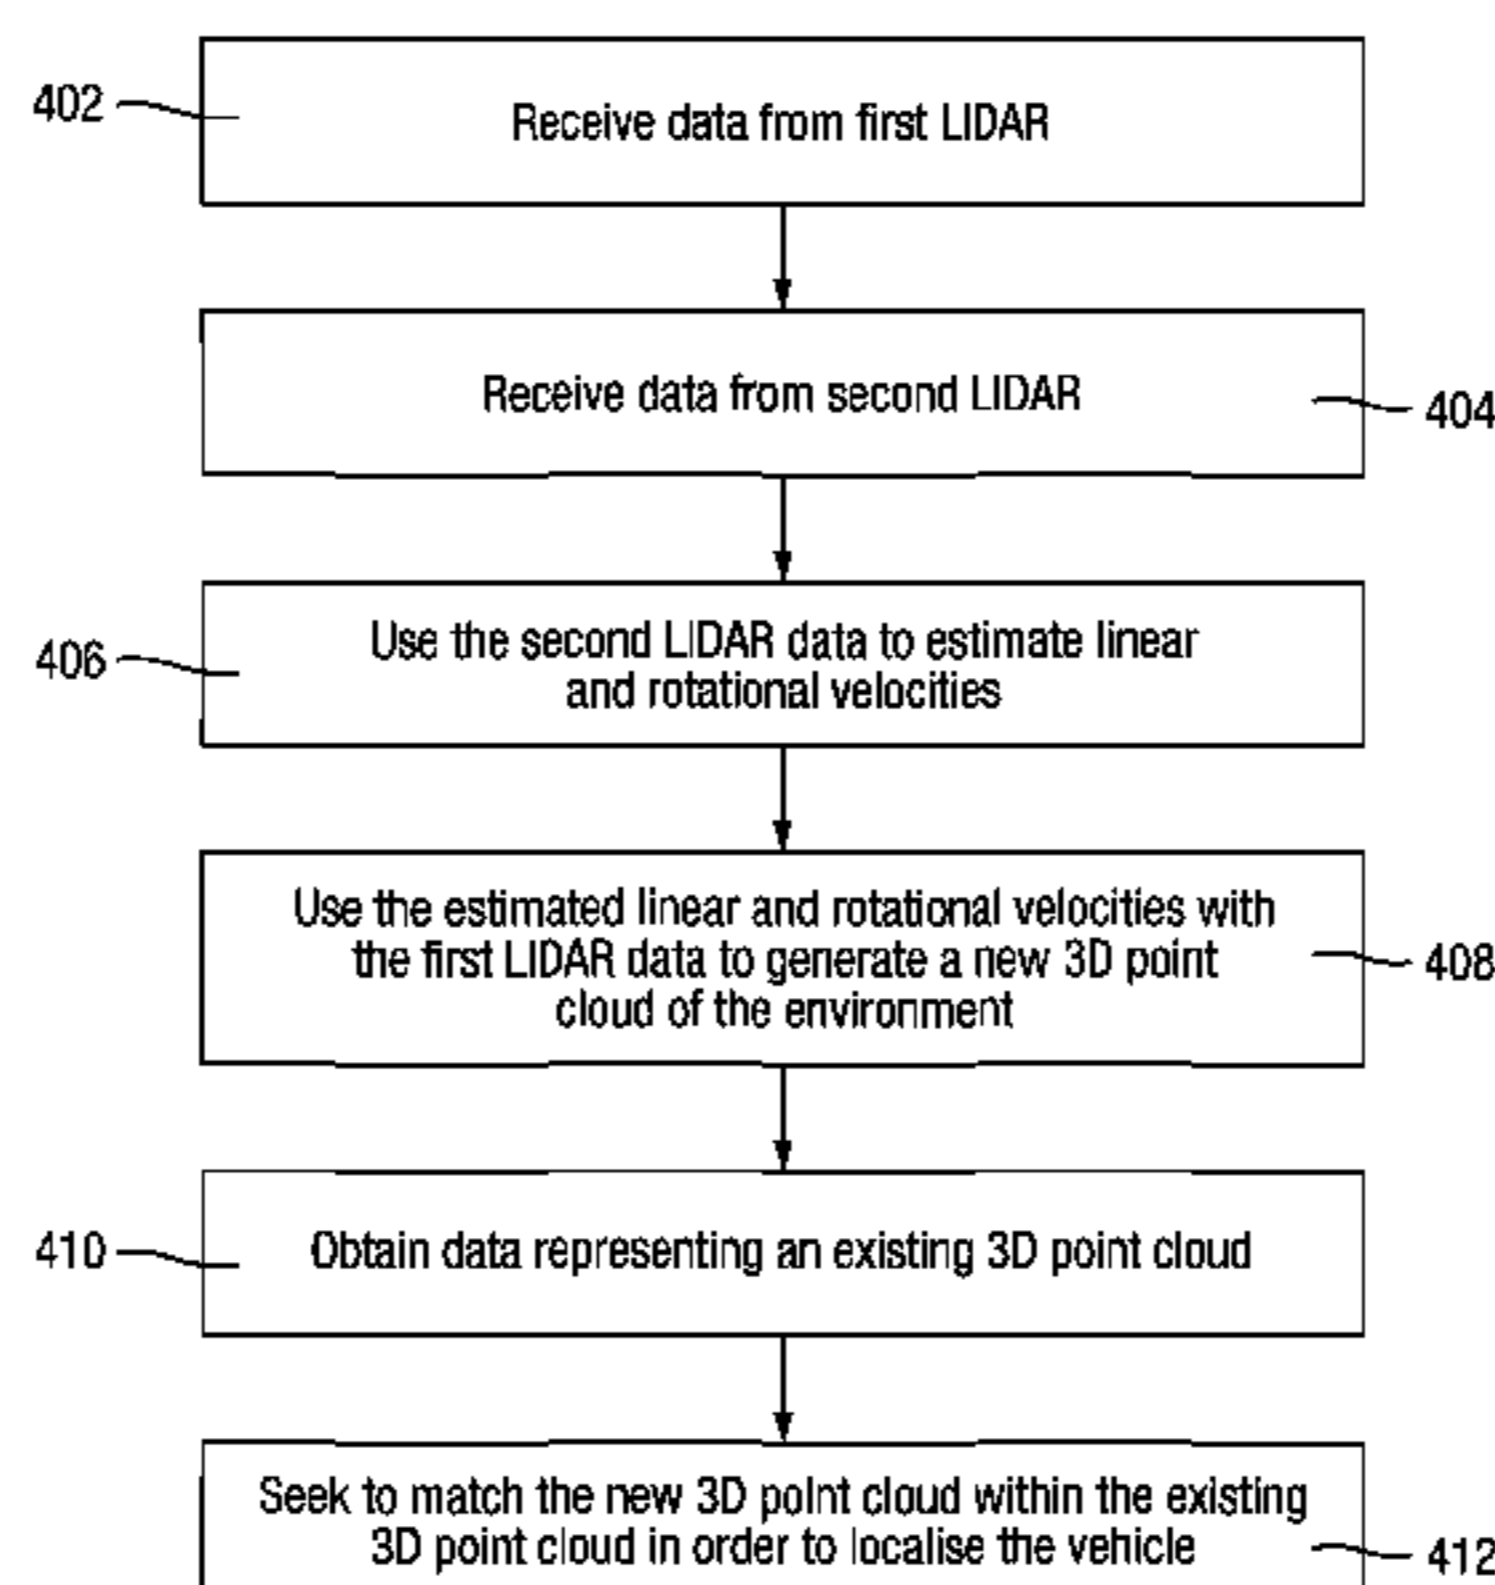 402
Receive data from first LIDAR
Receive data from second LIDAR
404
406
Use the second LIDAR data to estimate linear
and rotational velocities
Use the estimated linear and rotational velocities with
the first LIDAR data to generate a new 3D point
cloud of the environment
408
410
Obtain data representing an existing 3D point cloud
Seek to match the new 3D point cloud within the existing
3D point cloud in order to localise the vehicle
412